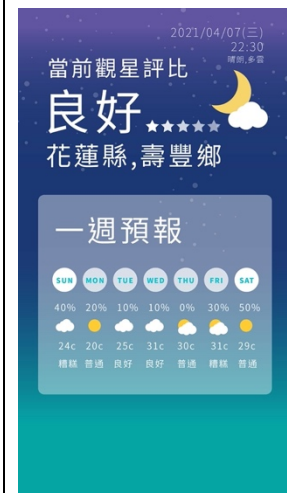 2021/04/07(三)
22:30
晴朗,多雲
當前觀星評比
良好
花蓮縣,壽豐鄉
一週預報
SUN MON TUE WED THU FRI SAT
40% 20% 10% 10% 0% 30% 50%
24c 20c 25c 31c 30c 31c 29c
糟糕 普通 良好 良好 普通 糟糕 普通